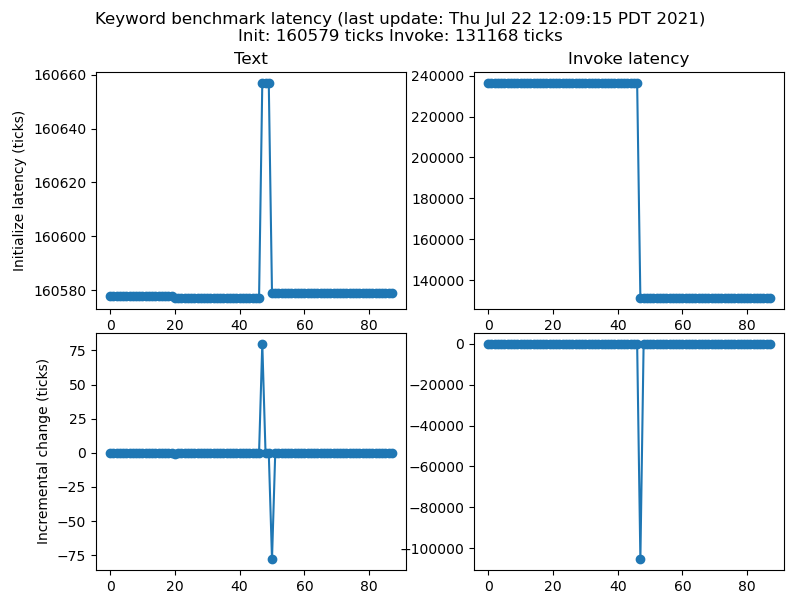 Keyword benchmark latency (last update: Thu Jul 22 12:09:15 PDT 2021)
Init: 160579 ticks Invoke: 131168 ticks
Text
Invoke latency
Initialize latency (ticks)
160660
160640
160620
160600
160580
0 20 40 60 80
240000
220000
200000
180000
160000
140000
0 20 40 60 80
Incremental change (ticks)
75
50
25
0
−25
−50
−75
0 20 40 60 80
0
−20000
−40000
−60000
−80000
−100000
0 20 40 60 80